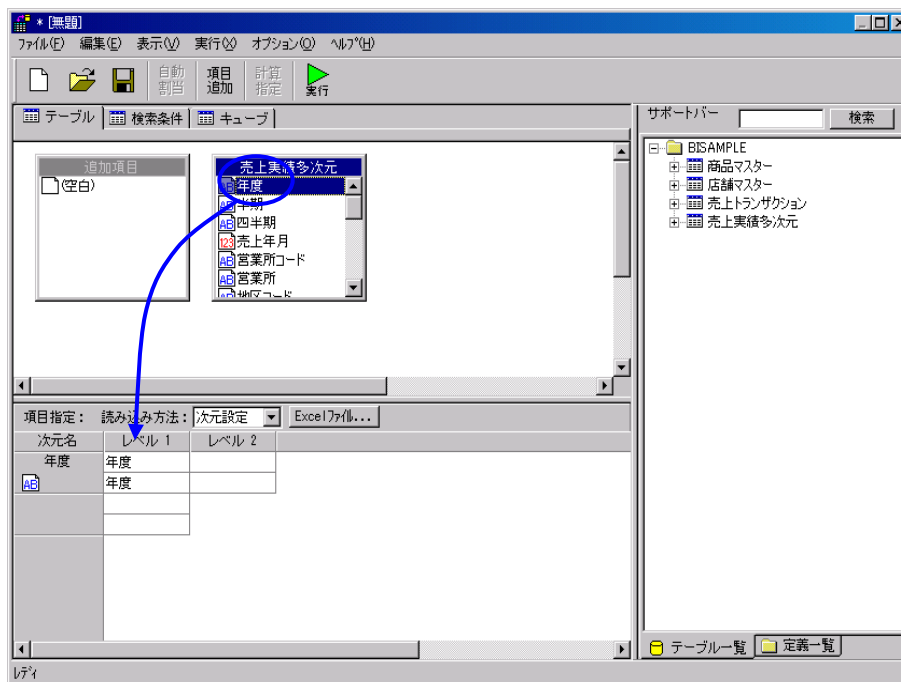 * [無題]
ファイル(F) 編集(E) 表示(V) 実行(X) オプション(O) ヘルプ(H)
自動割当 項目追加 計算指定 実行
テーブル 検索条件 キューブ
サポートバー 検索
追加項目
(空白)
売上実績多次元
年度
半期
四半期
売上年月
営業所コード
営業所
地区コード
BISAMPLE
商品マスター
店舗マスター
売上トランザクション
売上実績多次元
項目指定: 読み込み方法: 次元設定 Excelファイル...
次元名 レベル 1 レベル 2
年度 年度
AB 年度
テーブル一覧 定義一覧
レディ